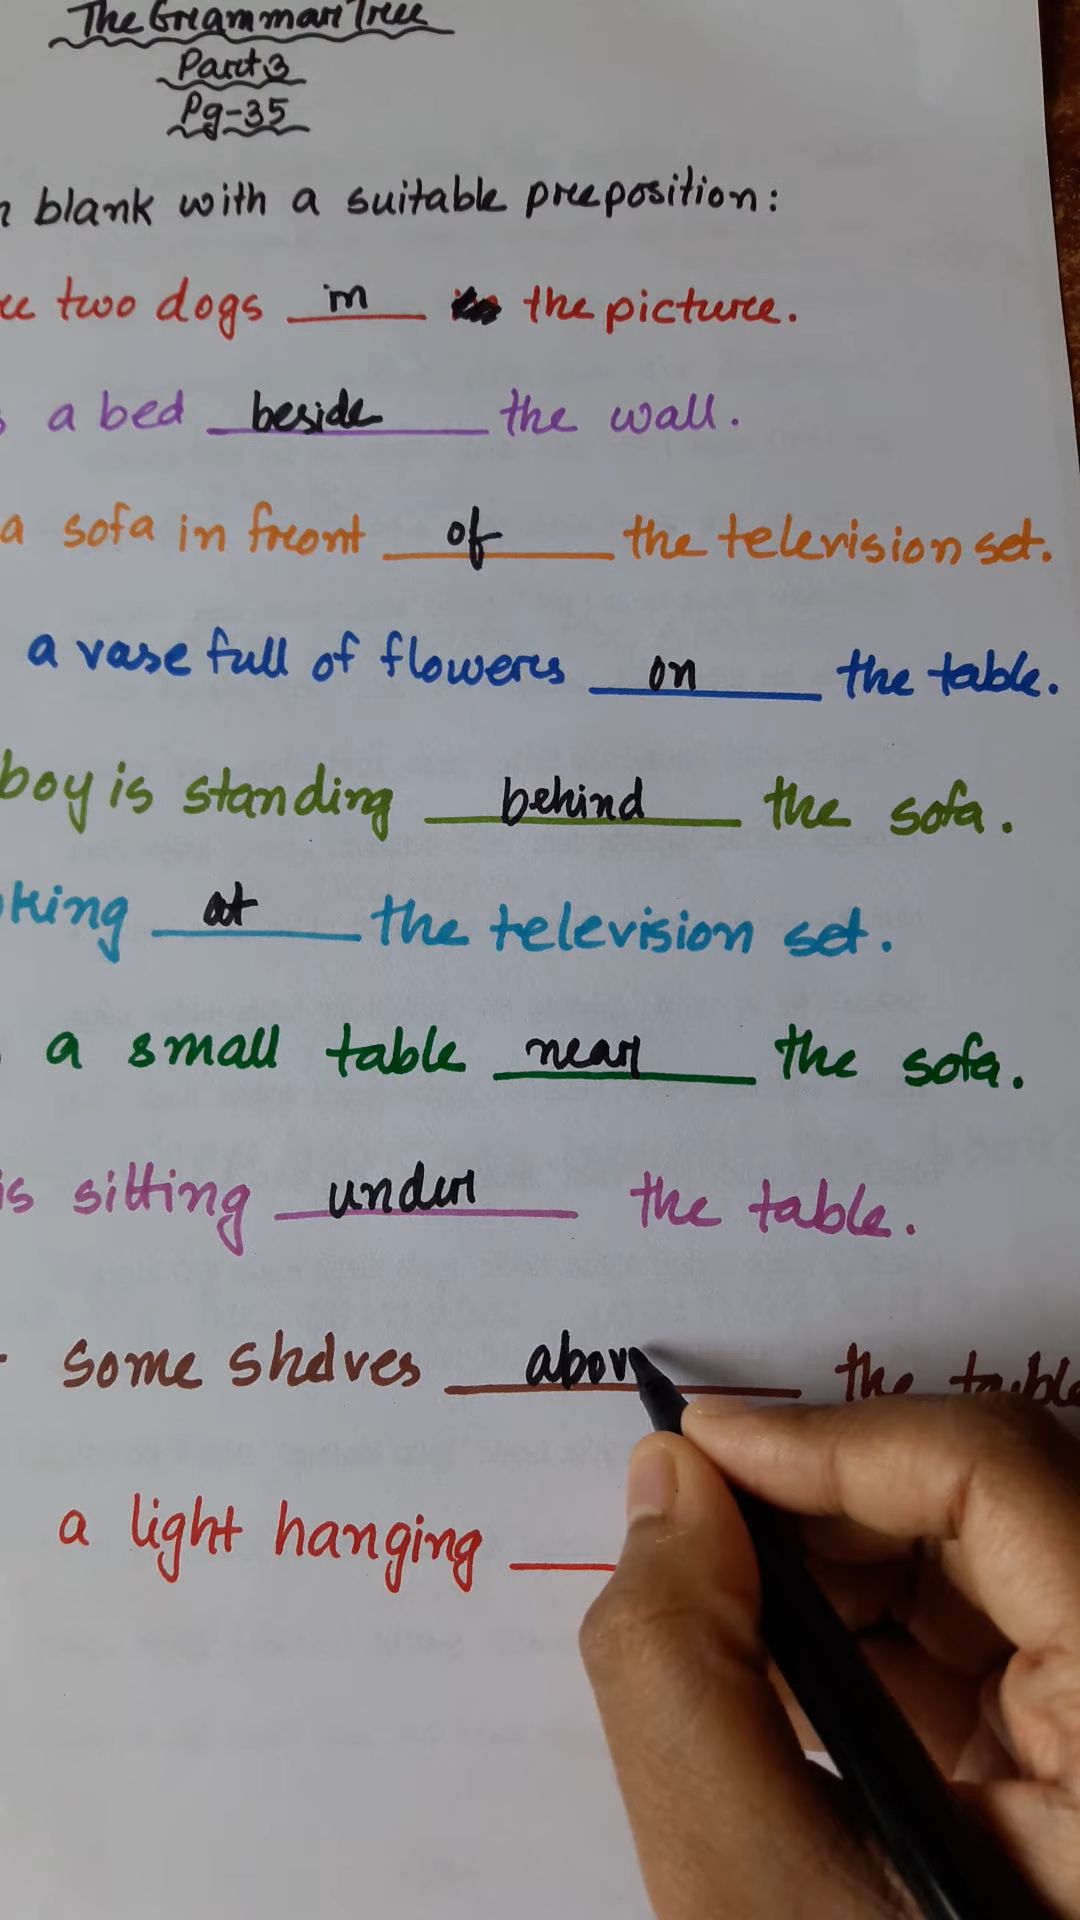 The Grammar Tree
Part 3
Pg-35
blank with a suitable preposition:
two dogs in the picture.
a bed beside the wall.
a sofa in front of the television set.
a vase full of flowers on the table.
boy is standing behind the sofa.
king at the television set.
a small table near the sofa.
is sitting under the table.
some shelves above the table
a light hanging